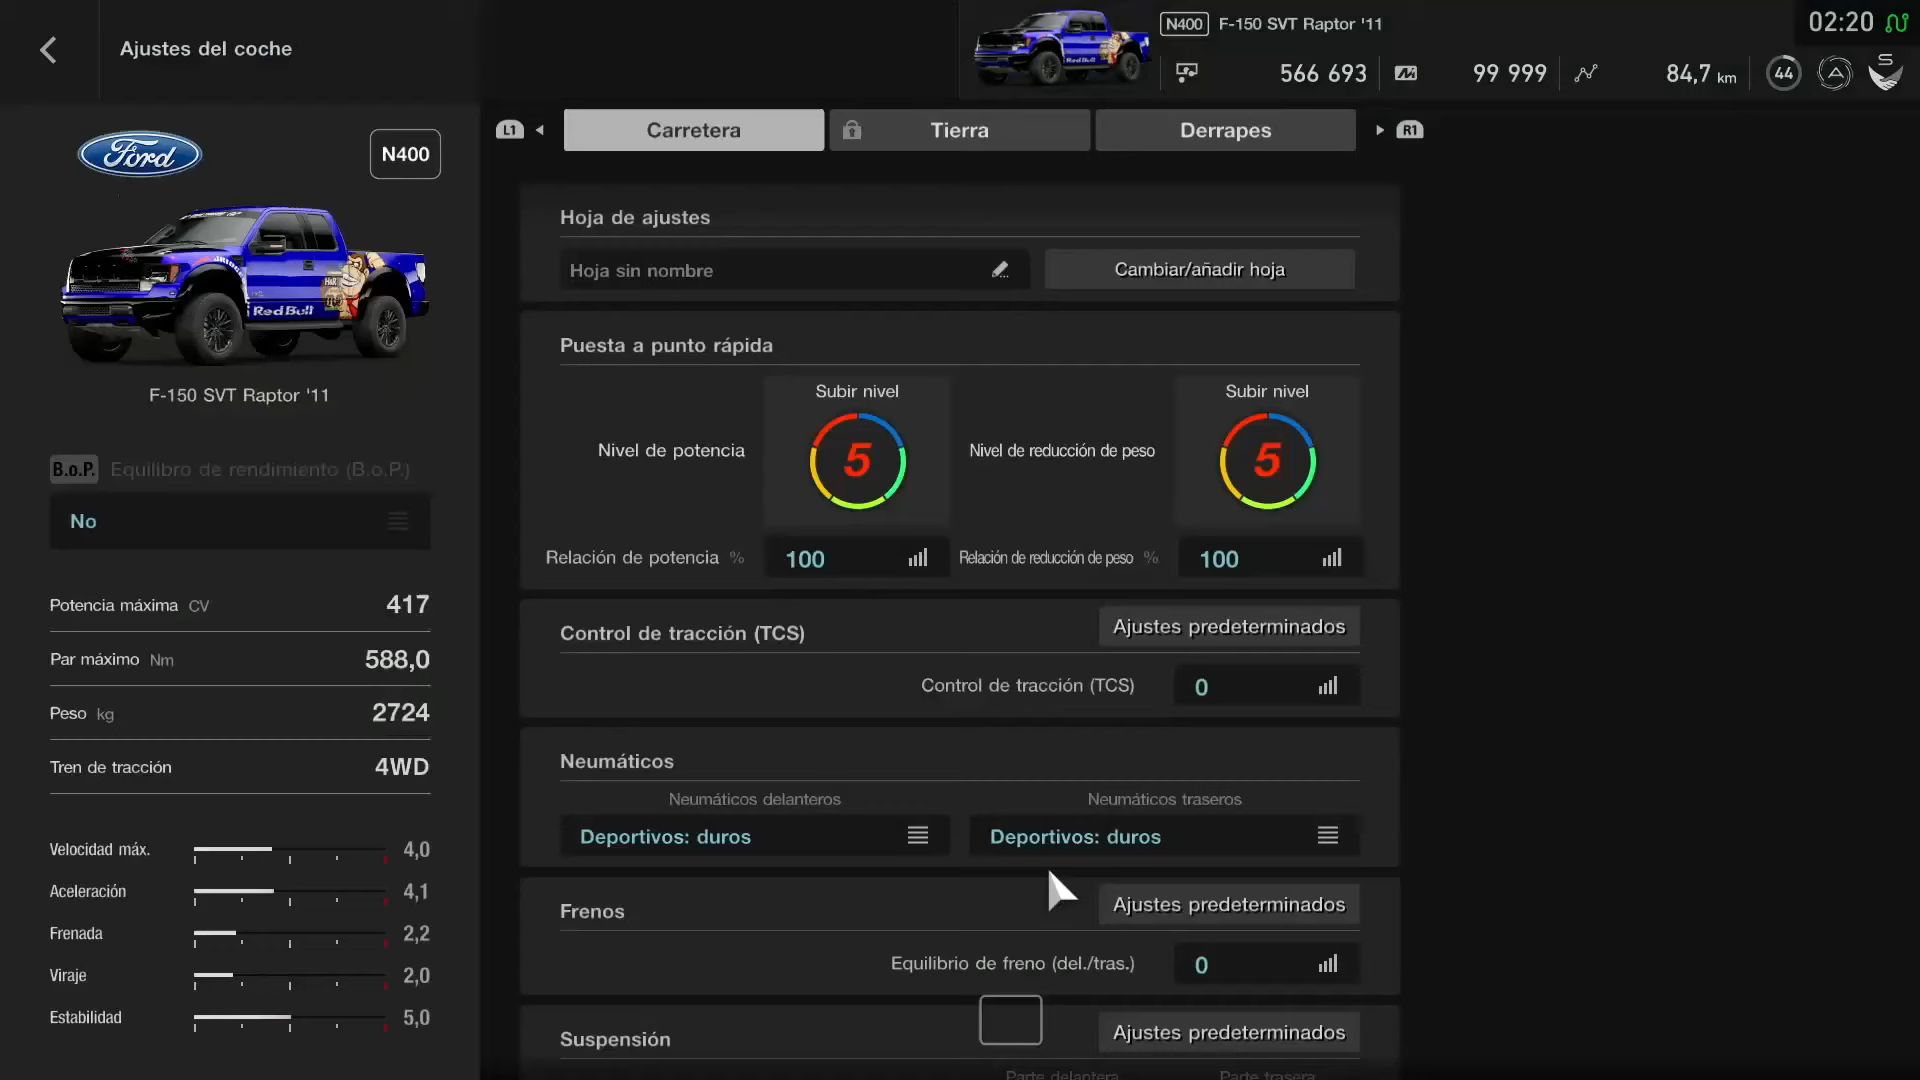 Ajustes del coche
N400 F-150 SVT Raptor '11
02:20
566 693
99 999
84,7 km
44
S
L1
Carretera
Tierra
Derrapes
R1
Ford
N400
Red Bull
F-150 SVT Raptor '11
B.o.P. Equilibro de rendimiento (B.o.P.)
No
Potencia máxima CV 417
Par máximo Nm 588,0
Peso kg 2724
Tren de tracción 4WD
Velocidad máx. 4,0
Aceleración 4,1
Frenada 2,2
Viraje 2,0
Estabilidad 5,0
Hoja de ajustes
Hoja sin nombre
Cambiar/añadir hoja
Puesta a punto rápida
Subir nivel
Subir nivel
Nivel de potencia 5
Nivel de reducción de peso 5
Relación de potencia % 100
Relación de reducción de peso % 100
Control de tracción (TCS)
Ajustes predeterminados
Control de tracción (TCS) 0
Neumáticos
Neumáticos delanteros
Neumáticos traseros
Deportivos: duros
Deportivos: duros
Frenos
Ajustes predeterminados
Equilibrio de freno (del./tras.) 0
Suspensión
Ajustes predeterminados
Parte delantera
Parte trasera